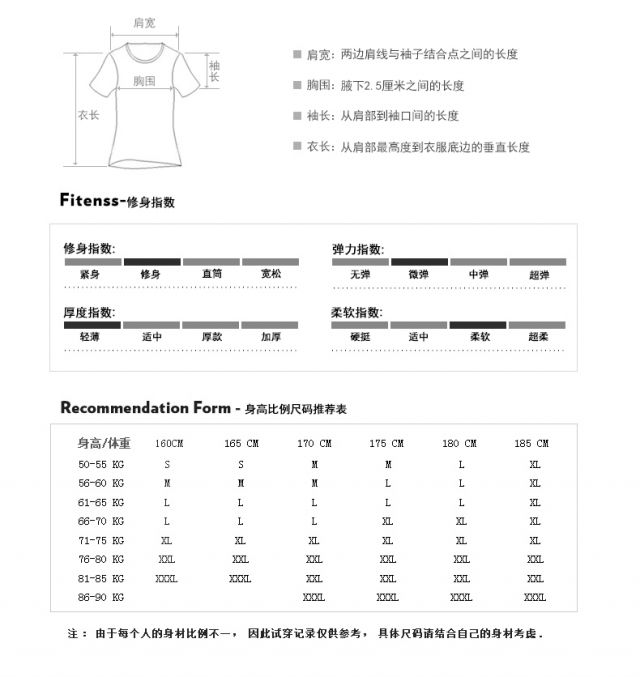 肩宽
袖长
胸围
衣长
肩宽：两边肩线与袖子结合点之间的长度
胸围：腋下2.5厘米之间的长度
袖长：从肩部到袖口间的长度
衣长：从肩部最高度到衣服底边的垂直长度
Fitenss-修身指数
修身指数:
紧身 修身 直筒 宽松
弹力指数:
无弹 微弹 中弹 超弹
厚度指数:
轻薄 适中 厚款 加厚
柔软指数:
硬挺 适中 柔软 超柔
Recommendation Form - 身高比例尺码推荐表
身高/体重 160CM 165 CM 170 CM 175 CM 180 CM 185 CM
50-55 KG S S M M L XL
56-60 KG M M M L L XL
61-65 KG L L L L L XL
66-70 KG L L L XL XL XL
71-75 KG XL XL XL XL XL XL
76-80 KG XXL XXL XXL XXL XXL XXL
81-85 KG XXXL XXXL XXL XXL XXL XXL
86-90 KG XXXL XXXL XXXL XXXL
注：由于每个人的身材比例不一，因此试穿记录仅供参考，具体尺码请结合自己的身材考虑.